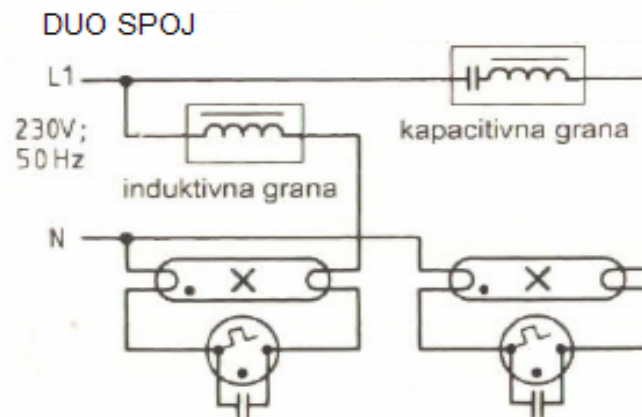 DUO SPOJ
L1
230V;
50Hz
kapacitivna grana
induktivna grana
N